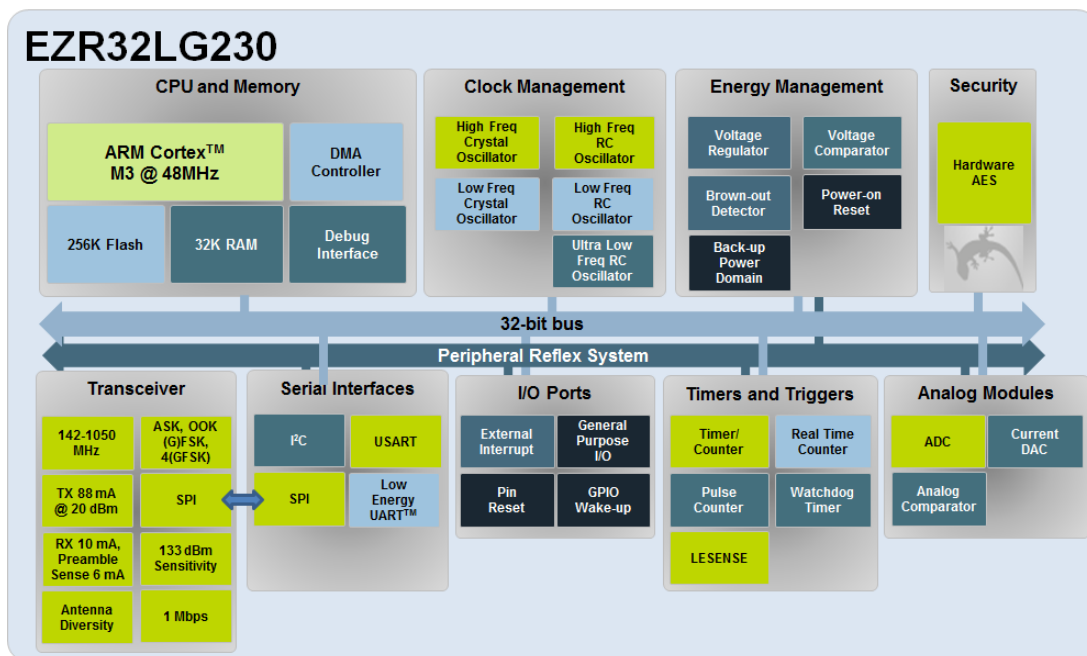 EZR32LG230
CPU and Memory
ARM Cortex™
M3 @ 48MHz
DMA
Controller
256K Flash
32K RAM
Debug
Interface
Clock Management
High Freq
Crystal
Oscillator
High Freq
RC
Oscillator
Low Freq
Crystal
Oscillator
Low Freq
RC
Oscillator
Ultra Low
Freq RC
Oscillator
Energy Management
Voltage
Regulator
Voltage
Comparator
Brown-out
Detector
Power-on
Reset
Back-up
Power
Domain
Security
Hardware
AES
32-bit bus
Peripheral Reflex System
Transceiver
142-1050
MHz
ASK, OOK
(G)FSK,
4(GFSK)
TX 88 mA
@ 20 dBm
SPI
RX 10 mA,
Preamble
Sense 6 mA
133 dBm
Sensitivity
Antenna
Diversity
1 Mbps
Serial Interfaces
I²C
USART
SPI
Low
Energy
UART™
I/O Ports
External
Interrupt
General
Purpose
I/O
Pin
Reset
GPIO
Wake-up
Timers and Triggers
Timer/
Counter
Real Time
Counter
Pulse
Counter
Watchdog
Timer
LESENSE
Analog Modules
ADC
Current
DAC
Analog
Comparator